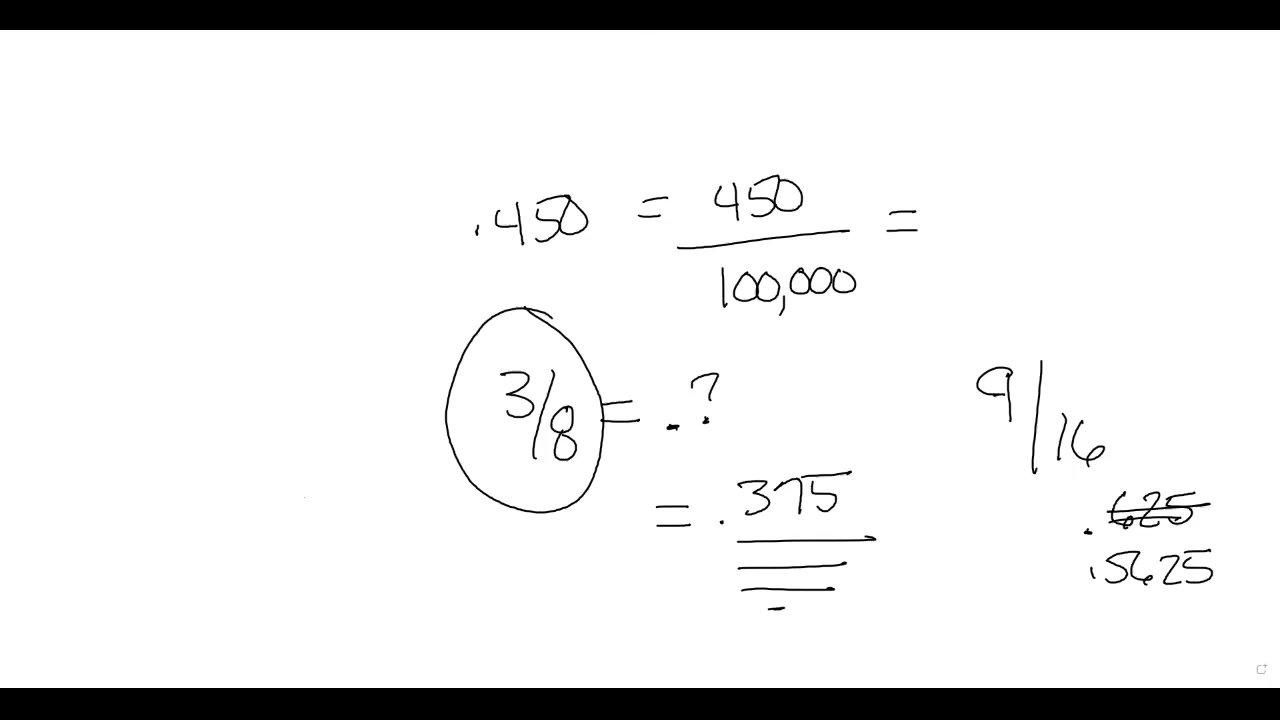 .450 = 450/100,000 =
3/8 = .?
= .375
9/16
.625
.5625